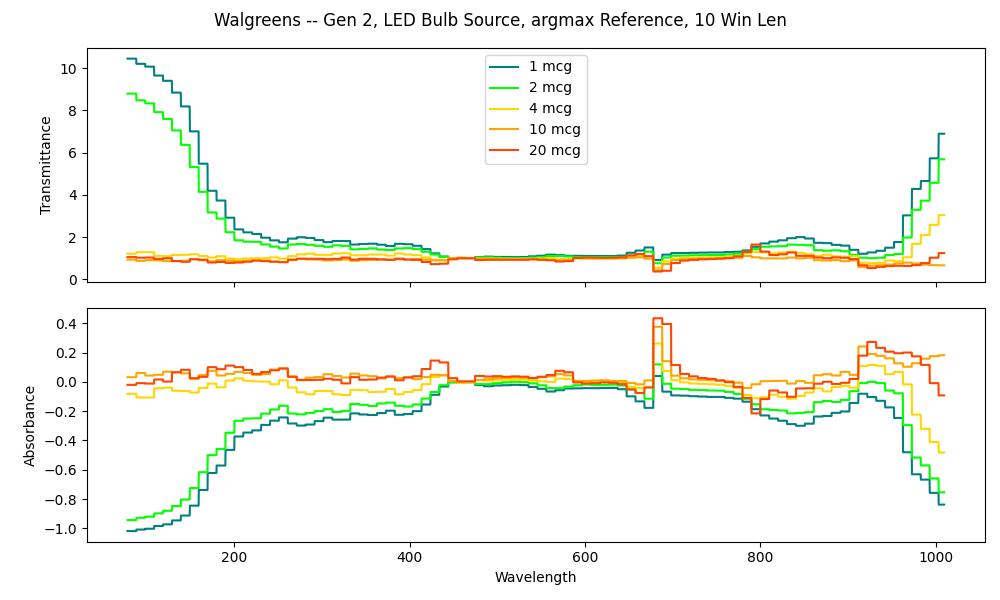 Walgreens -- Gen 2, LED Bulb Source, argmax Reference, 10 Win Len
10
8
6
4
2
0
Transmittance
1 mcg
2 mcg
4 mcg
10 mcg
20 mcg
0.4
0.2
0.0
−0.2
−0.4
−0.6
−0.8
−1.0
Absorbance
200 400 600 800 1000
Wavelength